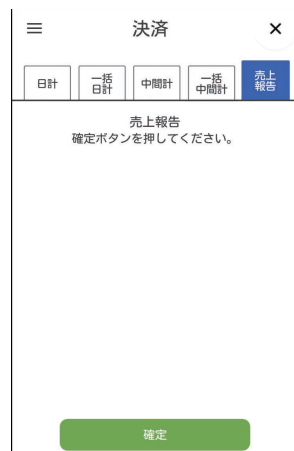 決済
日計
一括
日計
中間計
一括
中間計
売上
報告
売上報告
確定ボタンを押してください。
確定